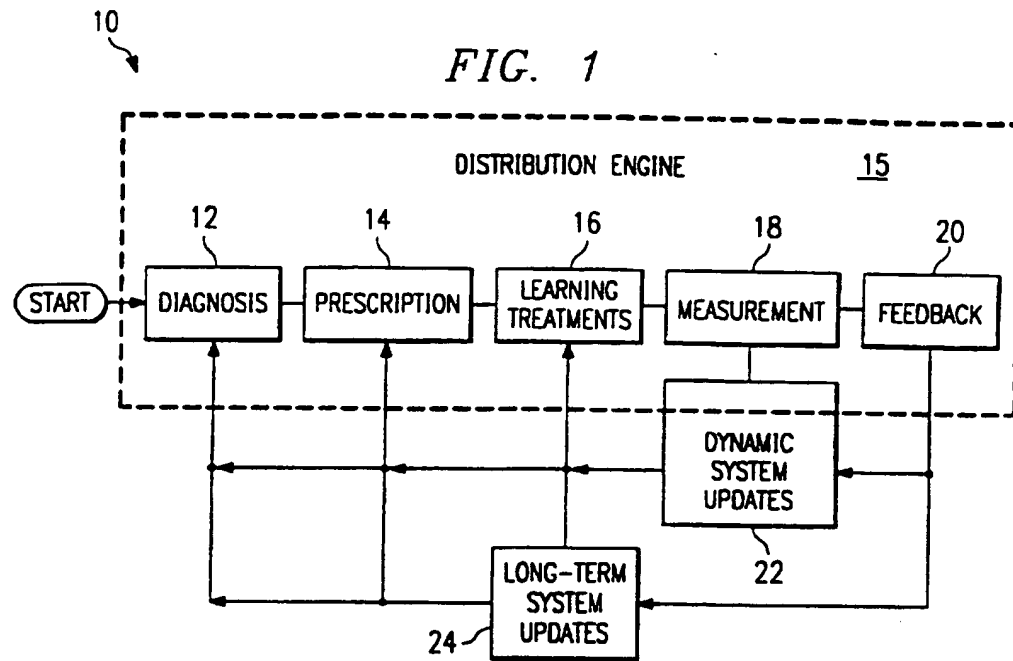 10
FIG. 1
DISTRIBUTION ENGINE
15
12
14
16
18
20
START
DIAGNOSIS
PRESCRIPTION
LEARNING
TREATMENTS
MEASUREMENT
FEEDBACK
DYNAMIC
SYSTEM
UPDATES
22
LONG-TERM
SYSTEM
UPDATES
24